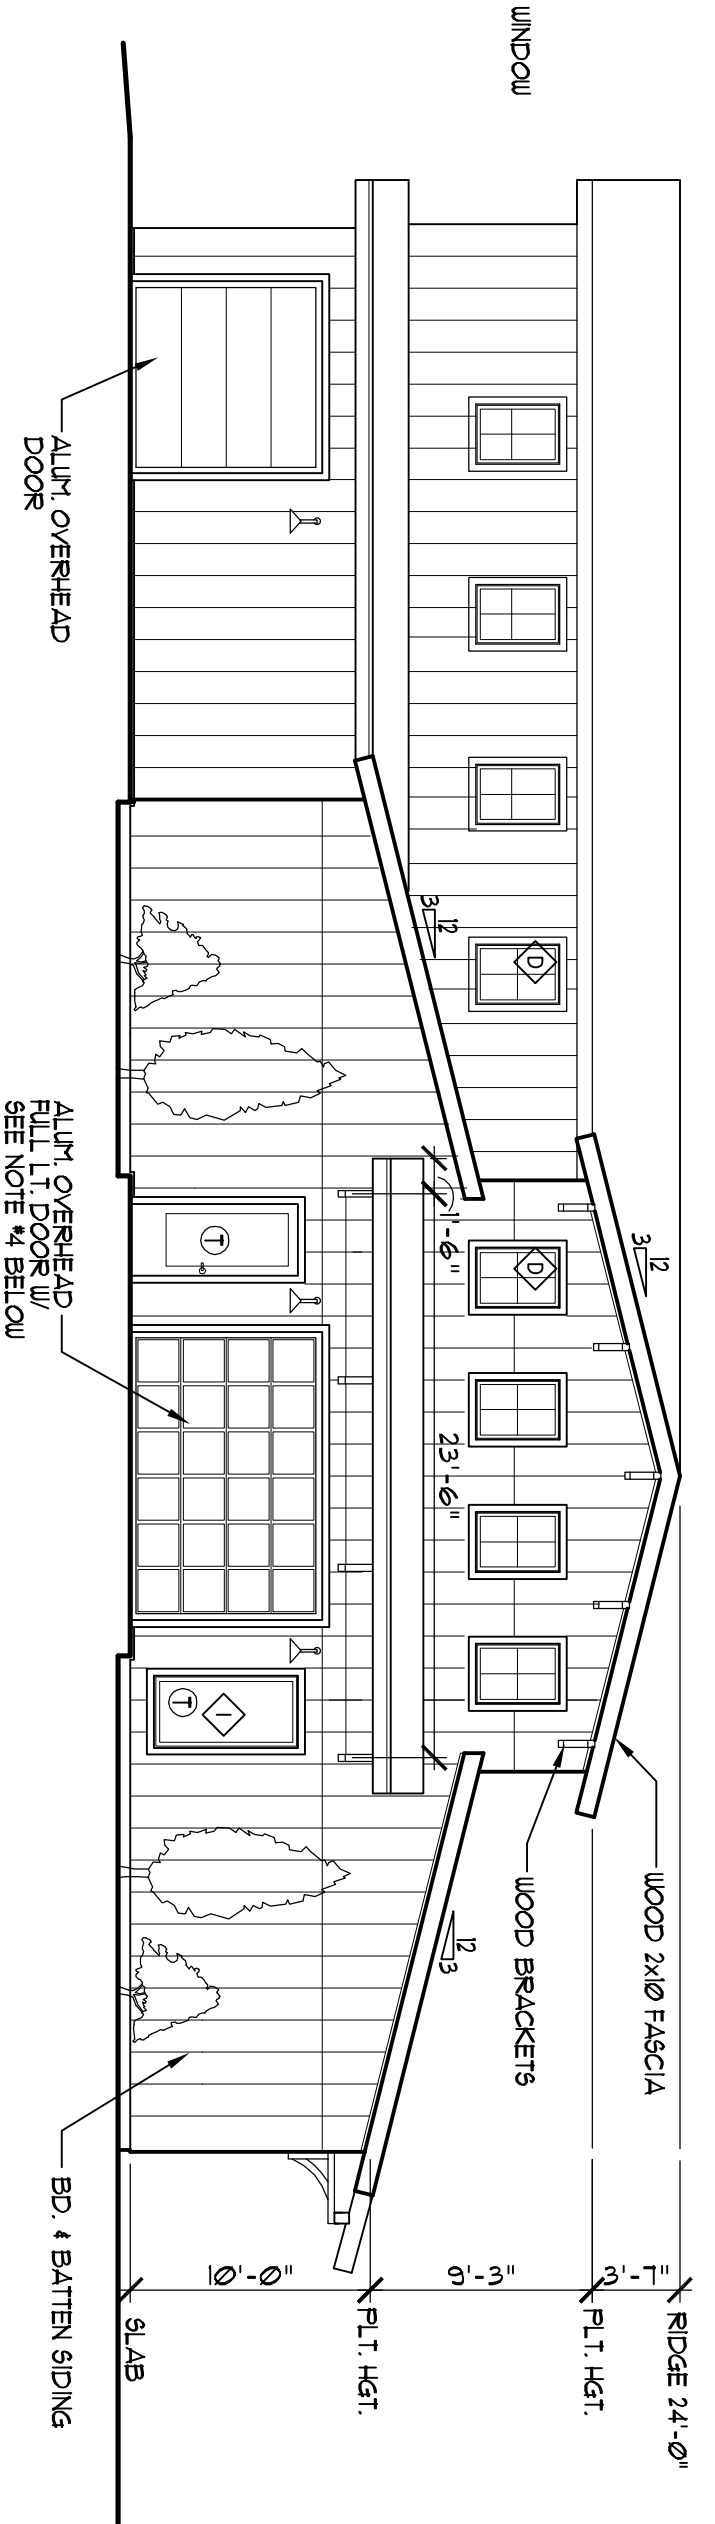 RIDGE 24'-0"
3'-7"
WOOD 2x10 FASCIA
12
3
PLT. HGT.
WINDOW
D
D
WOOD BRACKETS
9'-3"
12
3
1'-6"
23'-6"
12
3
PLT. HGT.
10'-0"
T
I
T
SLAB
ALUM. OVERHEAD
DOOR
ALUM. OVERHEAD
FULL LT. DOOR W/
SEE NOTE #4 BELOW
BD. & BATTEN SIDING